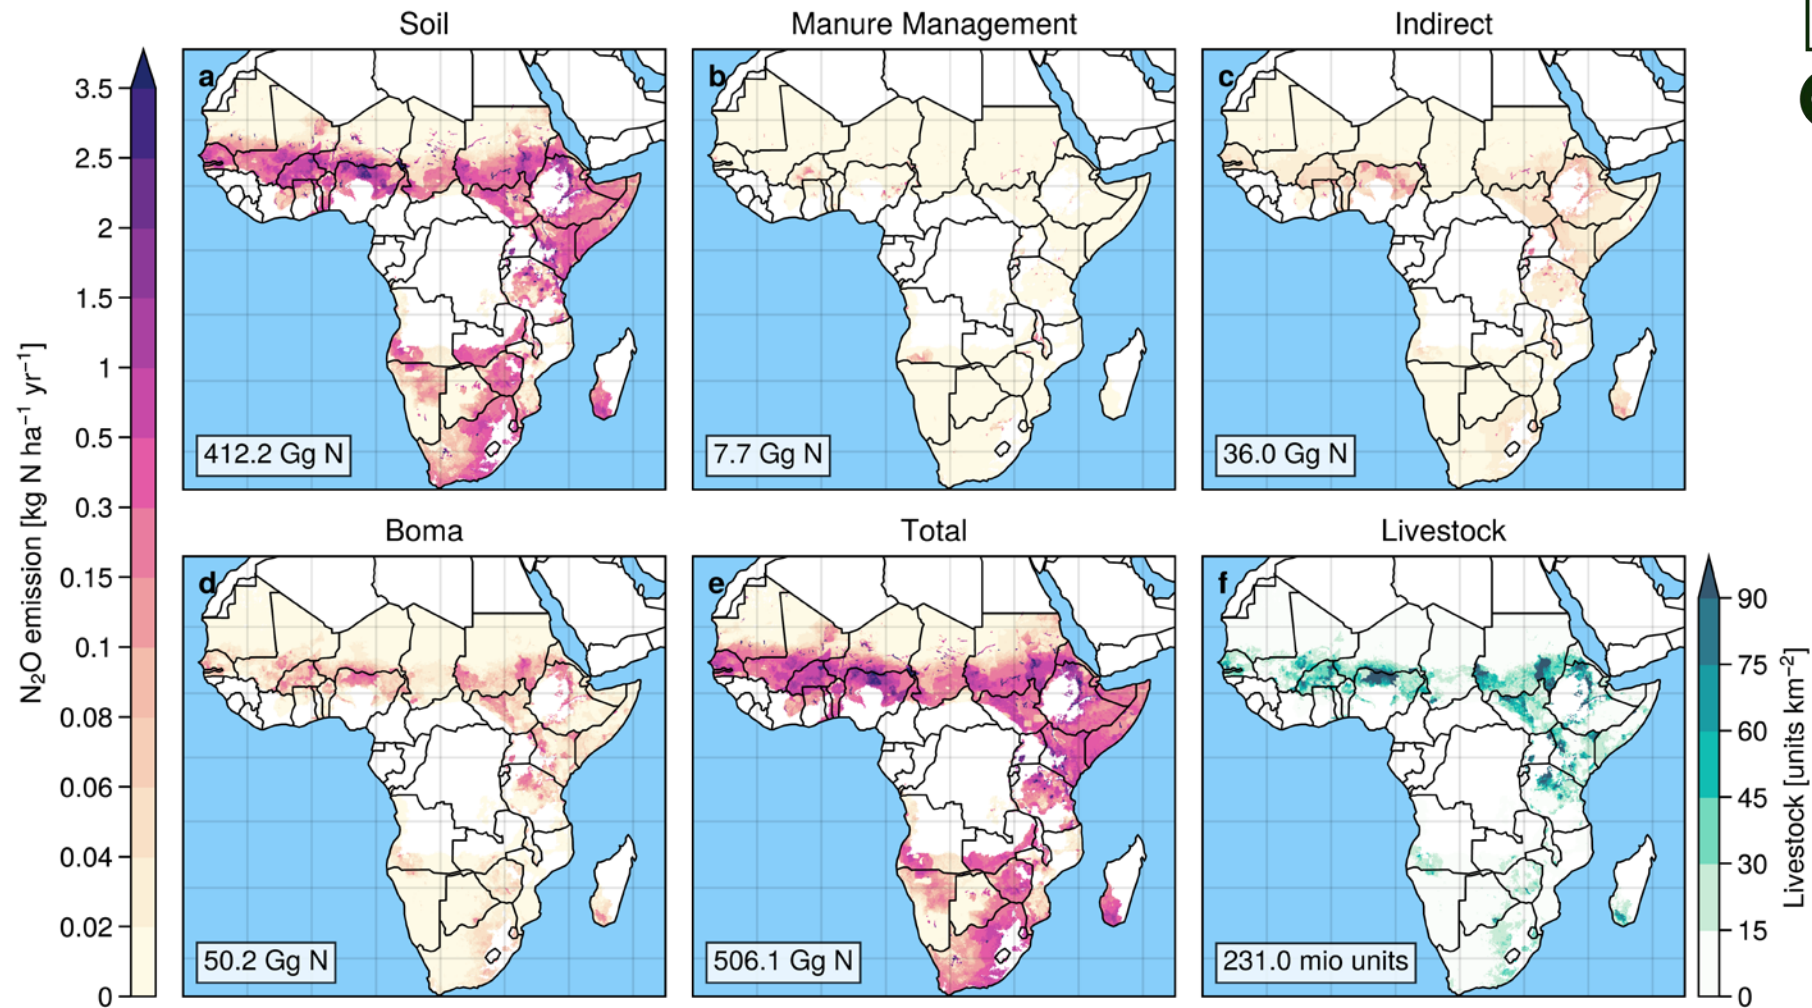 Soil
Manure Management
Indirect
a
b
c
3.5
2.5
2
1.5
1
0.5
0.3
0.15
0.1
0.08
0.06
0.04
0.02
0
N₂O emission [kg N ha⁻¹ yr⁻¹]
412.2 Gg N
7.7 Gg N
36.0 Gg N
Boma
Total
Livestock
d
e
f
50.2 Gg N
506.1 Gg N
231.0 mio units
90
75
60
45
30
15
0
Livestock [units km⁻²]